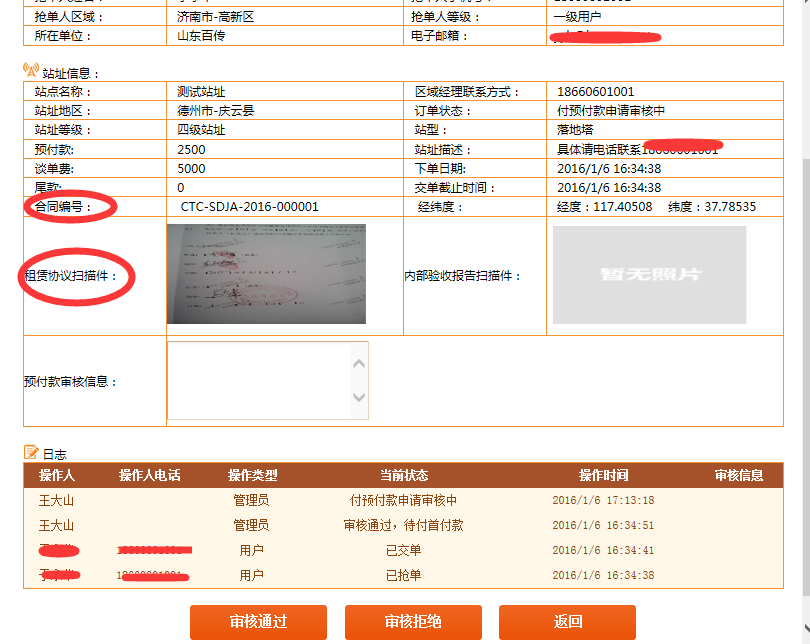 抢单人区域： 济南市-高新区 抢单人等级： 一级用户
所在单位： 山东百传 电子邮箱：
站址信息：
站点名称： 测试站址 区域经理联系方式： 18660601001
站址地区： 德州市-庆云县 订单状态： 付预付款申请审核中
站址等级： 四级站址 站型： 落地塔
预付款: 2500 站址描述： 具体请电话联系
谈单费: 5000 下单日期: 2016/1/6 16:34:38
尾款: 0 交单截止时间： 2016/1/6 16:34:38
合同编号： CTC-SDJA-2016-000001 经纬度： 经度：117.40508 纬度：37.78535
租赁协议扫描件： 内部验收报告扫描件： 暂无照片
预付款审核信息：
日志
操作人 操作人电话 操作类型 当前状态 操作时间 审核信息
王大山 管理员 付预付款申请审核中 2016/1/6 17:13:18
王大山 管理员 审核通过，待付首付款 2016/1/6 16:34:51
用户 已交单 2016/1/6 16:34:41
用户 已抢单 2016/1/6 16:34:38
审核通过 审核拒绝 返回